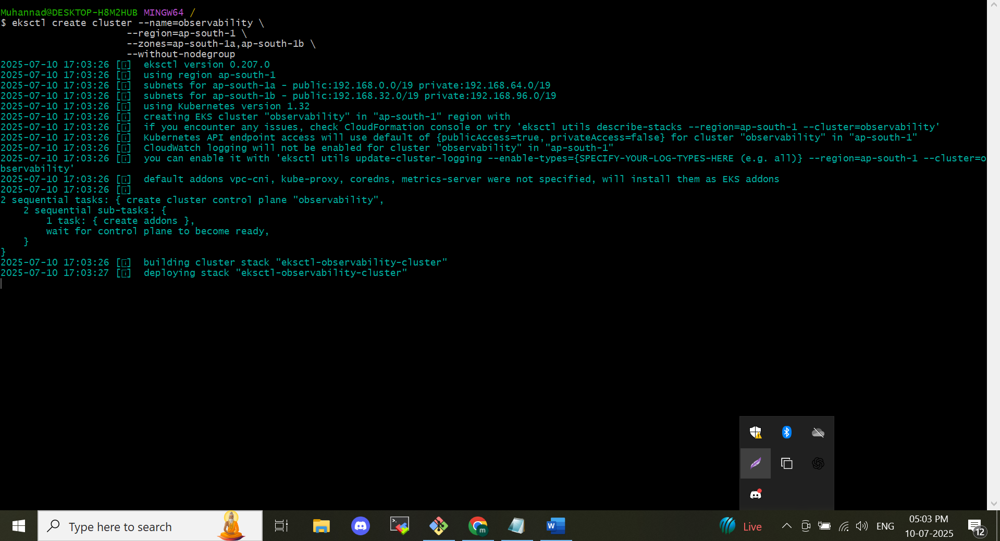 Muhannad@DESKTOP-H8M2HUB MINGW64 /
$ eksctl create cluster --name=observability \
--region=ap-south-1 \
--zones=ap-south-1a,ap-south-1b \
--without-nodegroup
2025-07-10 17:03:26 [i]  eksctl version 0.207.0
2025-07-10 17:03:26 [i]  using region ap-south-1
2025-07-10 17:03:26 [i]  subnets for ap-south-1a - public:192.168.0.0/19 private:192.168.64.0/19
2025-07-10 17:03:26 [i]  subnets for ap-south-1b - public:192.168.32.0/19 private:192.168.96.0/19
2025-07-10 17:03:26 [i]  using Kubernetes version 1.32
2025-07-10 17:03:26 [i]  creating EKS cluster "observability" in "ap-south-1" region with
2025-07-10 17:03:26 [i]  if you encounter any issues, check CloudFormation console or try 'eksctl utils describe-stacks --region=ap-south-1 --cluster=observability'
2025-07-10 17:03:26 [i]  Kubernetes API endpoint access will use default of {publicAccess=true, privateAccess=false} for cluster "observability" in "ap-south-1"
2025-07-10 17:03:26 [i]  CloudWatch logging will not be enabled for cluster "observability" in "ap-south-1"
2025-07-10 17:03:26 [i]  you can enable it with 'eksctl utils update-cluster-logging --enable-types={SPECIFY-YOUR-LOG-TYPES-HERE (e.g. all)} --region=ap-south-1 --cluster=o
bservability'
2025-07-10 17:03:26 [i]  default addons vpc-cni, kube-proxy, coredns, metrics-server were not specified, will install them as EKS addons
2025-07-10 17:03:26 [i]
2 sequential tasks: { create cluster control plane "observability",
2 sequential sub-tasks: {
1 task: { create addons },
wait for control plane to become ready,
}
}
2025-07-10 17:03:26 [i]  building cluster stack "eksctl-observability-cluster"
2025-07-10 17:03:27 [i]  deploying stack "eksctl-observability-cluster"
Type here to search
Live
ENG
05:03 PM
10-07-2025
12